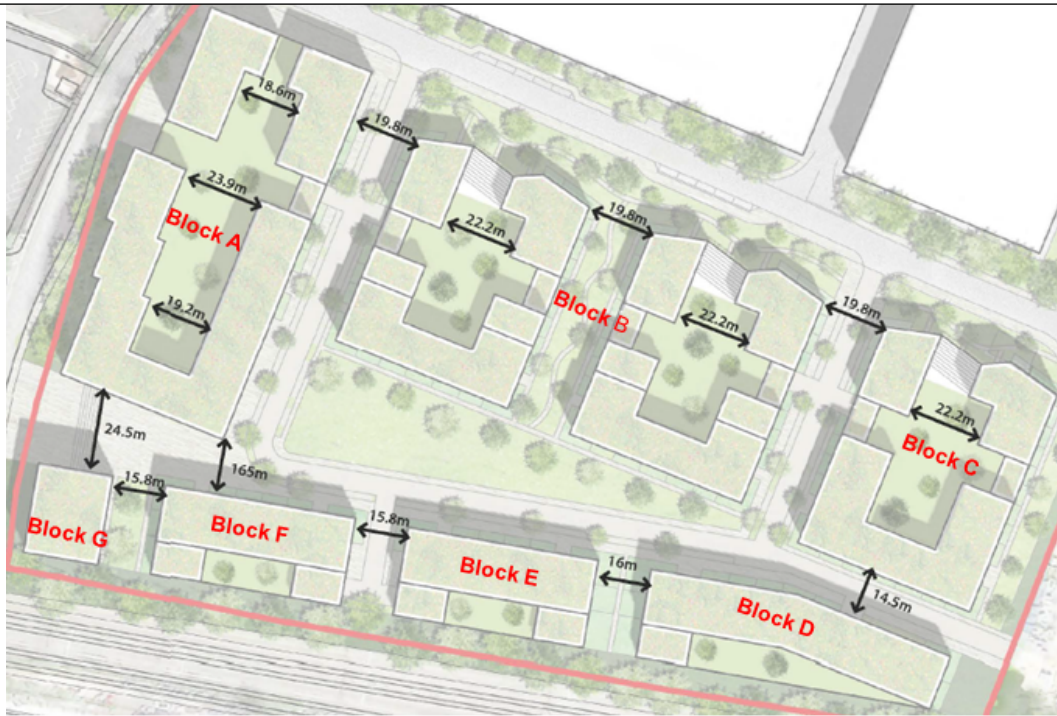 18.6m
19.8m
23.9m
Block A
22.2m
19.8m
19.2m
Block B
22.2m
19.8m
22.2m
Block C
24.5m
165m
15.8m
Block G
Block F
15.8m
Block E
16m
Block D
14.5m